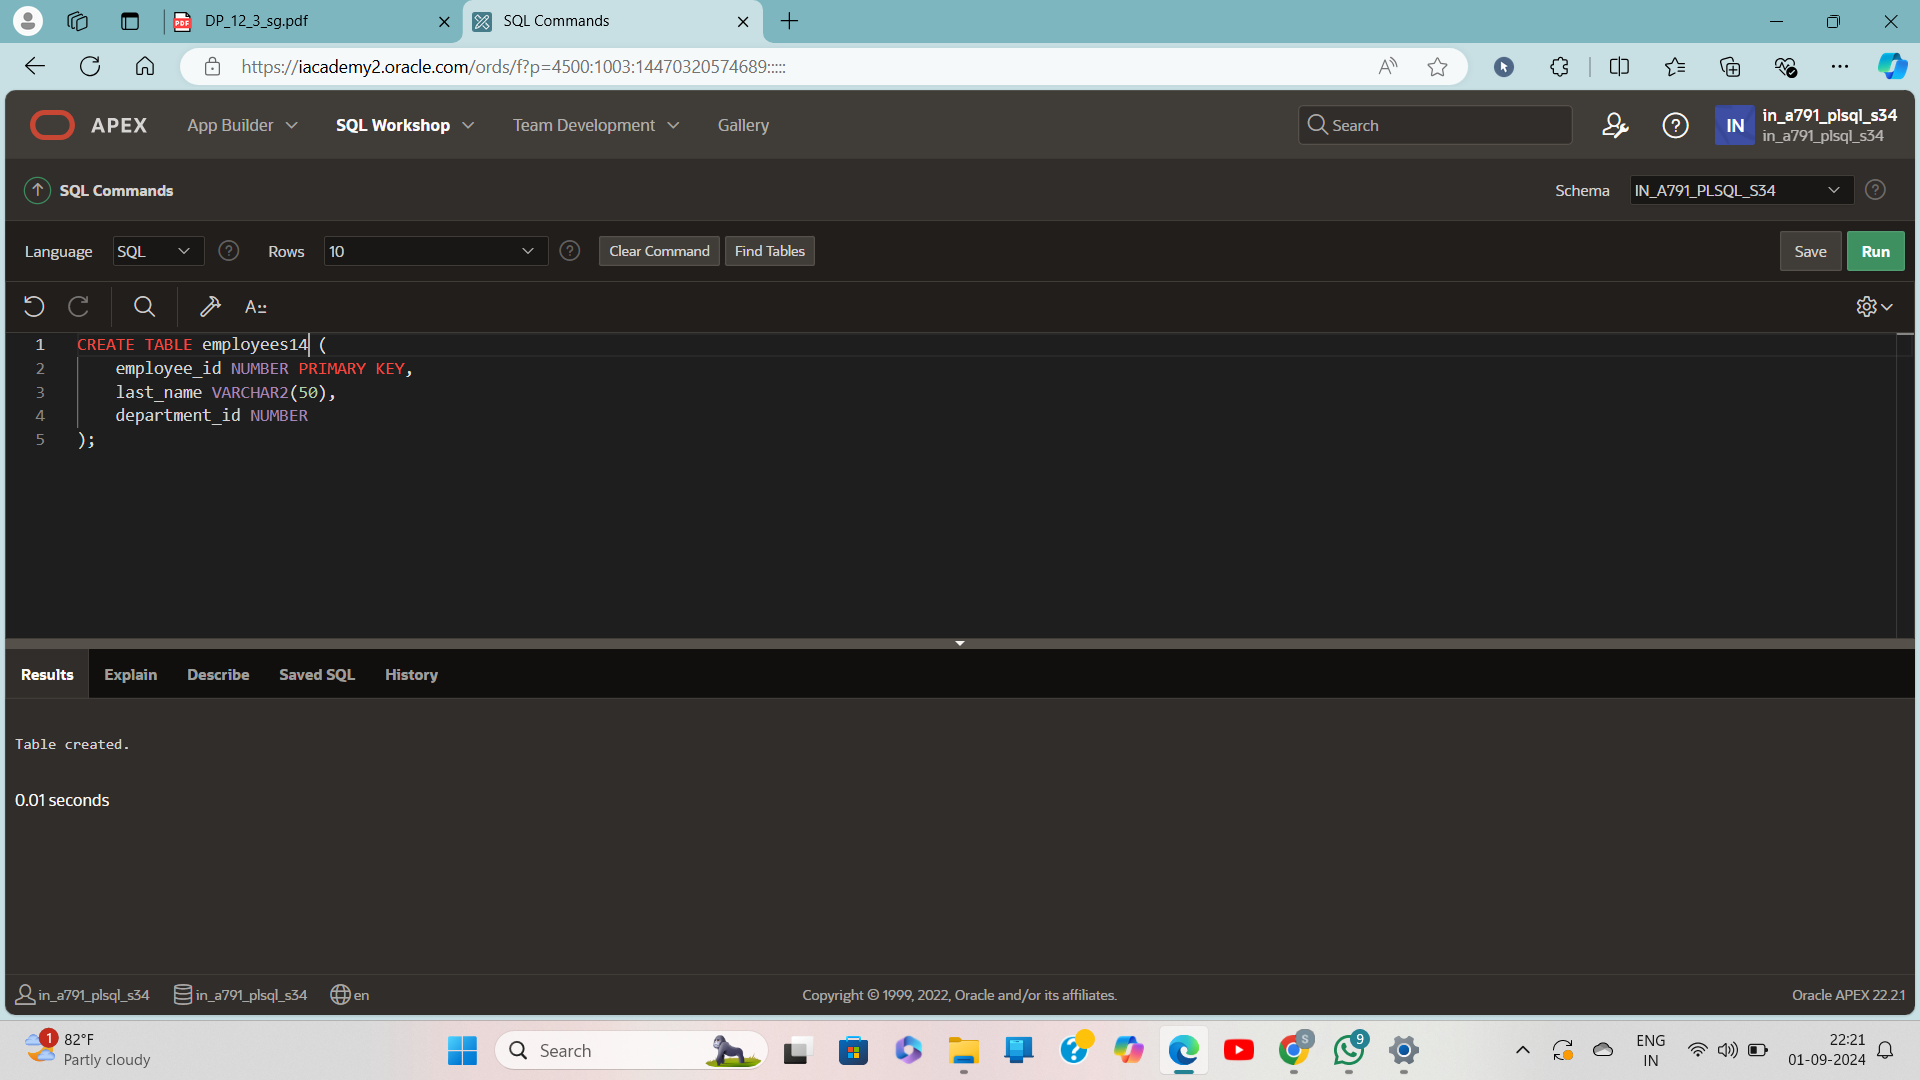 DP_12_3_sg.pdf
SQL Commands
https://iacademy2.oracle.com/ords/f?p=4500:1003:14470320574689:::::
APEX
App Builder
SQL Workshop
Team Development
Gallery
Search
IN
in_a791_plsql_s34
in_a791_plsql_s34
SQL Commands
Schema
IN_A791_PLSQL_S34
Language
SQL
Rows
10
Clear Command
Find Tables
Save
Run
1 CREATE TABLE employees14 (
2 employee_id NUMBER PRIMARY KEY,
3 last_name VARCHAR2(50),
4 department_id NUMBER
5 );
Results
Explain
Describe
Saved SQL
History
Table created.
0.01 seconds
in_a791_plsql_s34
in_a791_plsql_s34
en
Copyright © 1999, 2022, Oracle and/or its affiliates.
Oracle APEX 22.2.1
1
82°F
Partly cloudy
Search
S
9
ENG
IN
22:21
01-09-2024